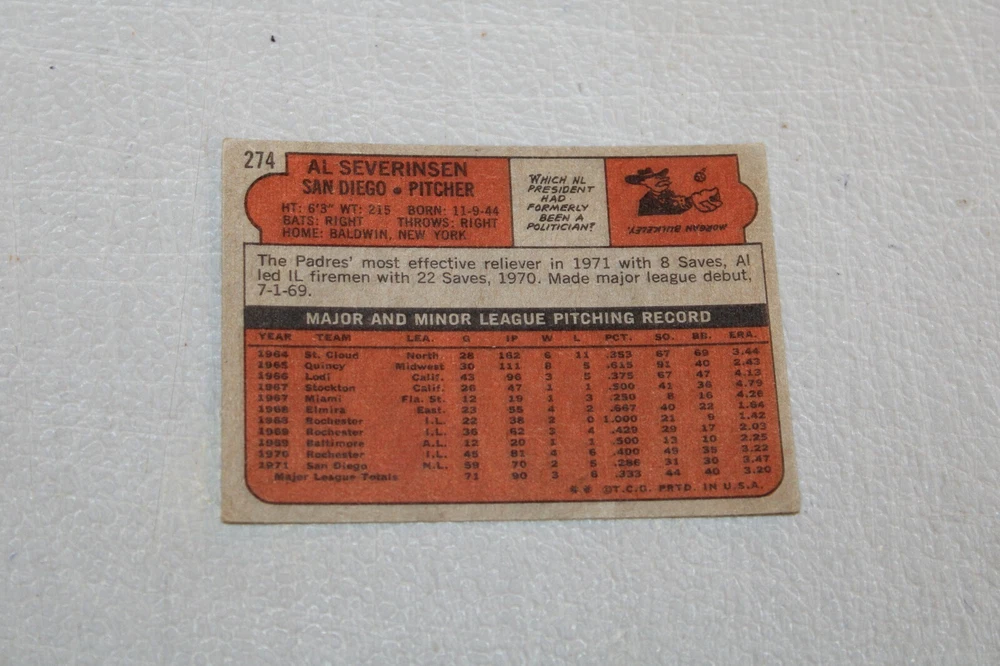 274
AL SEVERINSEN
SAN DIEGO • PITCHER
HT: 6'3" WT: 215 BORN: 11-9-44
BATS: RIGHT THROWS: RIGHT
HOME: BALDWIN, NEW YORK
WHICH NL
PRESIDENT
HAD
FORMERLY
BEEN A
POLITICIAN?
MORGAN BULKELEY.
The Padres' most effective reliever in 1971 with 8 Saves, Al
led IL firemen with 22 Saves, 1970. Made major league debut,
7-1-69.
MAJOR AND MINOR LEAGUE PITCHING RECORD
YEAR TEAM LEA. G IP W L PCT. SO. BB. ERA.
1964 St. Cloud North. 28 162 6 11 .353 67 69 3.44
1965 Quincy Midwest 30 111 8 5 .615 91 40 2.43
1966 Lodi Calif. 43 96 3 5 .375 67 47 4.13
1967 Stockton Calif. 26 47 1 1 .500 41 36 4.79
1967 Miami Fla. St. 12 19 1 3 .250 8 16 4.26
1968 Elmira East. 23 55 4 2 .667 40 22 1.64
1968 Rochester I.L. 22 38 2 0 1.000 21 9 1.42
1969 Rochester I.L. 36 62 3 4 .429 29 17 2.03
1969 Baltimore A.L. 12 20 1 1 .500 13 10 2.25
1970 Rochester I.L. 45 81 4 6 .400 49 35 3.22
1971 San Diego N.L. 59 70 2 5 .286 31 30 3.47
Major League Totals 71 90 3 6 .333 44 40 3.20
©T.C.G. PRTD. IN U.S.A.